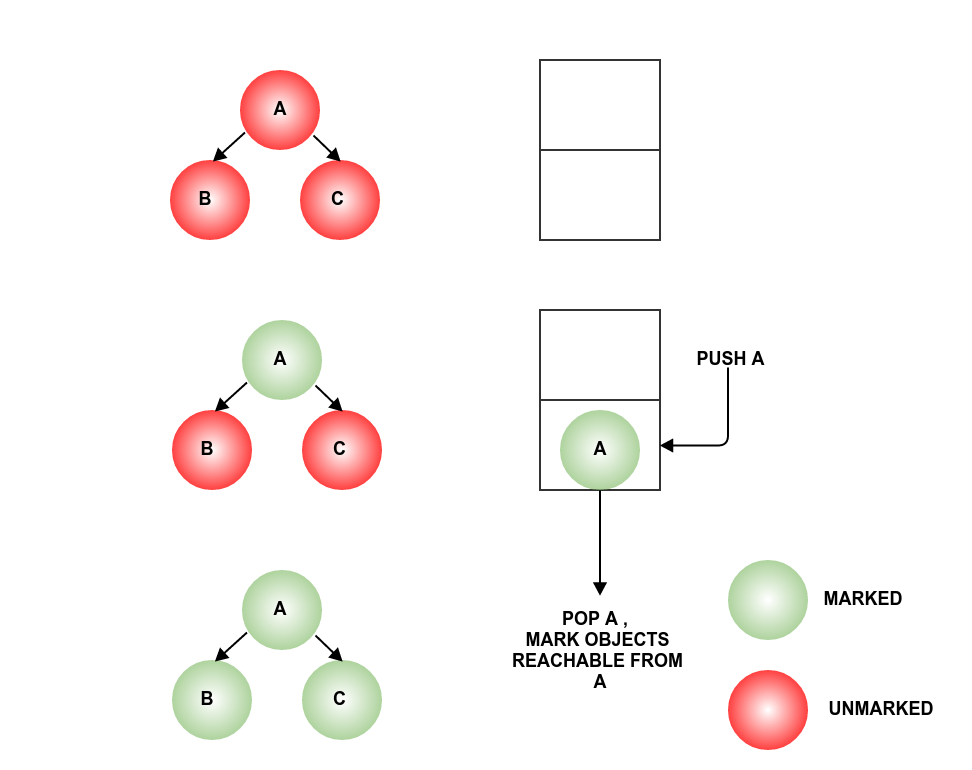 A
B
C
A
B
C
PUSH A
A
A
B
C
POP A ,
MARK OBJECTS
REACHABLE FROM
A
MARKED
UNMARKED